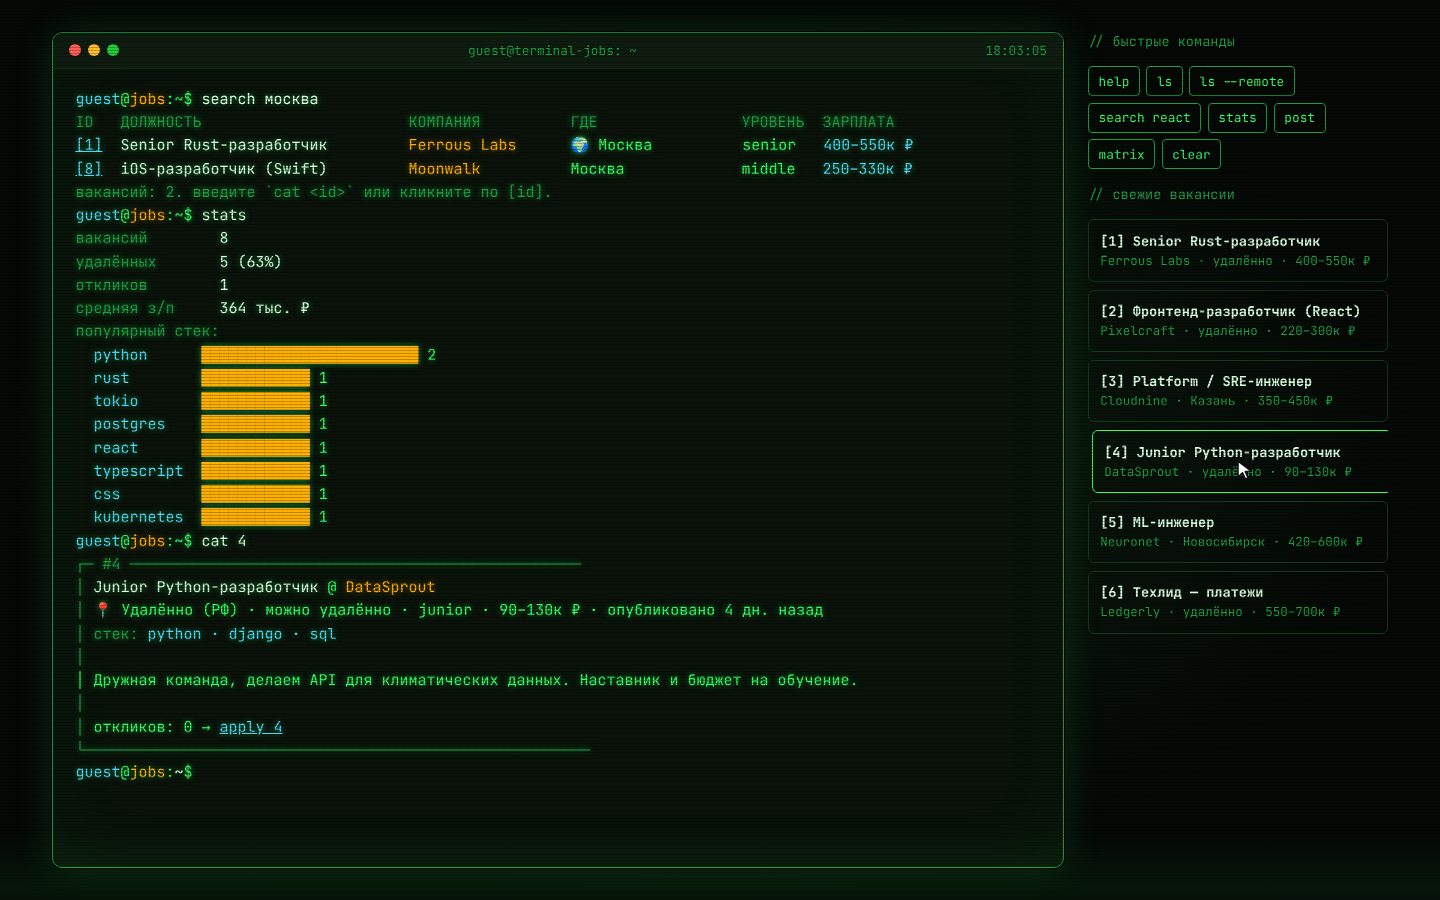 guest@terminal-jobs: ~
18:03:05
guest@jobs:~$ search москва
ID ДОЛЖНОСТЬ КОМПАНИЯ ГДЕ УРОВЕНЬ ЗАРПЛАТА
[1] Senior Rust-разработчик Ferrous Labs 🌍 Москва senior 400–550к ₽
[8] iOS-разработчик (Swift) Moonwalk Москва middle 250–330к ₽
вакансий: 2. введите `cat <id>` или кликните по [id].
guest@jobs:~$ stats
вакансий 8
удалённых 5 (63%)
откликов 1
средняя з/п 364 тыс. ₽
популярный стек:
python 2
rust 1
tokio 1
postgres 1
react 1
typescript 1
css 1
kubernetes 1
guest@jobs:~$ cat 4
#4
Junior Python-разработчик @ DataSprout
📍 Удалённо (РФ) · можно удалённо · junior · 90–130к ₽ · опубликовано 4 дн. назад
стек: python · django · sql
Дружная команда, делаем API для климатических данных. Наставник и бюджет на обучение.
откликов: 0 → apply 4
guest@jobs:~$
// быстрые команды
help ls ls --remote
search react stats post
matrix clear
// свежие вакансии
[1] Senior Rust-разработчик
Ferrous Labs · удалённо · 400–550к ₽
[2] Фронтенд-разработчик (React)
Pixelcraft · удалённо · 220–300к ₽
[3] Platform / SRE-инженер
Cloudnine · Казань · 350–450к ₽
[4] Junior Python-разработчик
DataSprout · удалённо · 90–130к ₽
[5] ML-инженер
Neuronet · Новосибирск · 420–600к ₽
[6] Техлид — платежи
Ledgerly · удалённо · 550–700к ₽